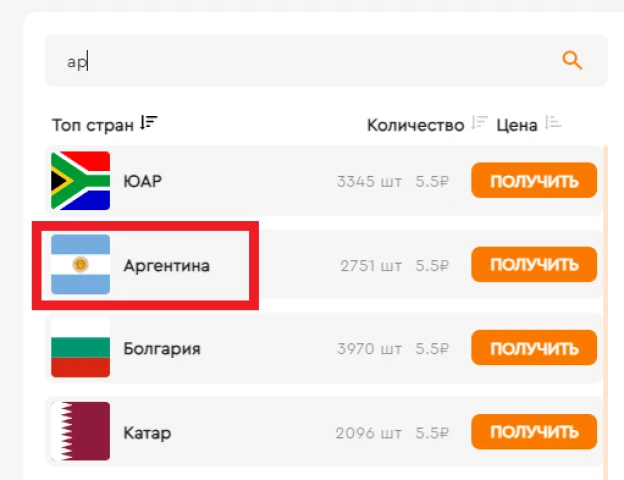 ар
Топ стран Количество Цена
ЮАР 3345 шт 5.5₽ ПОЛУЧИТЬ
Аргентина 2751 шт 5.5₽ ПОЛУЧИТЬ
Болгария 3970 шт 5.5₽ ПОЛУЧИТЬ
Катар 2096 шт 5.5₽ ПОЛУЧИТЬ